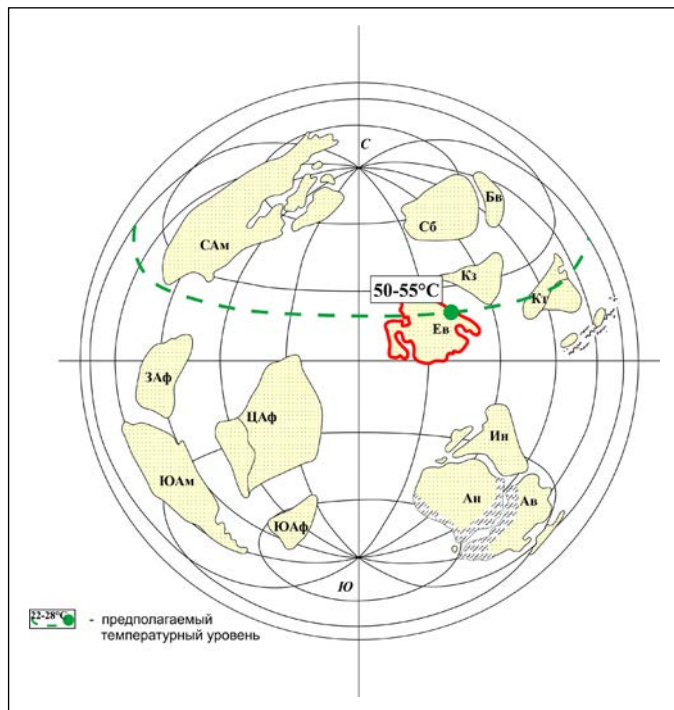 С
Бв
Сб
САм
Кз
50-55°С
Кт
Ев
ЗАф
ЦАф
Ин
ЮАм
Ан
Ав
ЮАф
Ю
22-28°С
- предполагаемый
температурный уровень